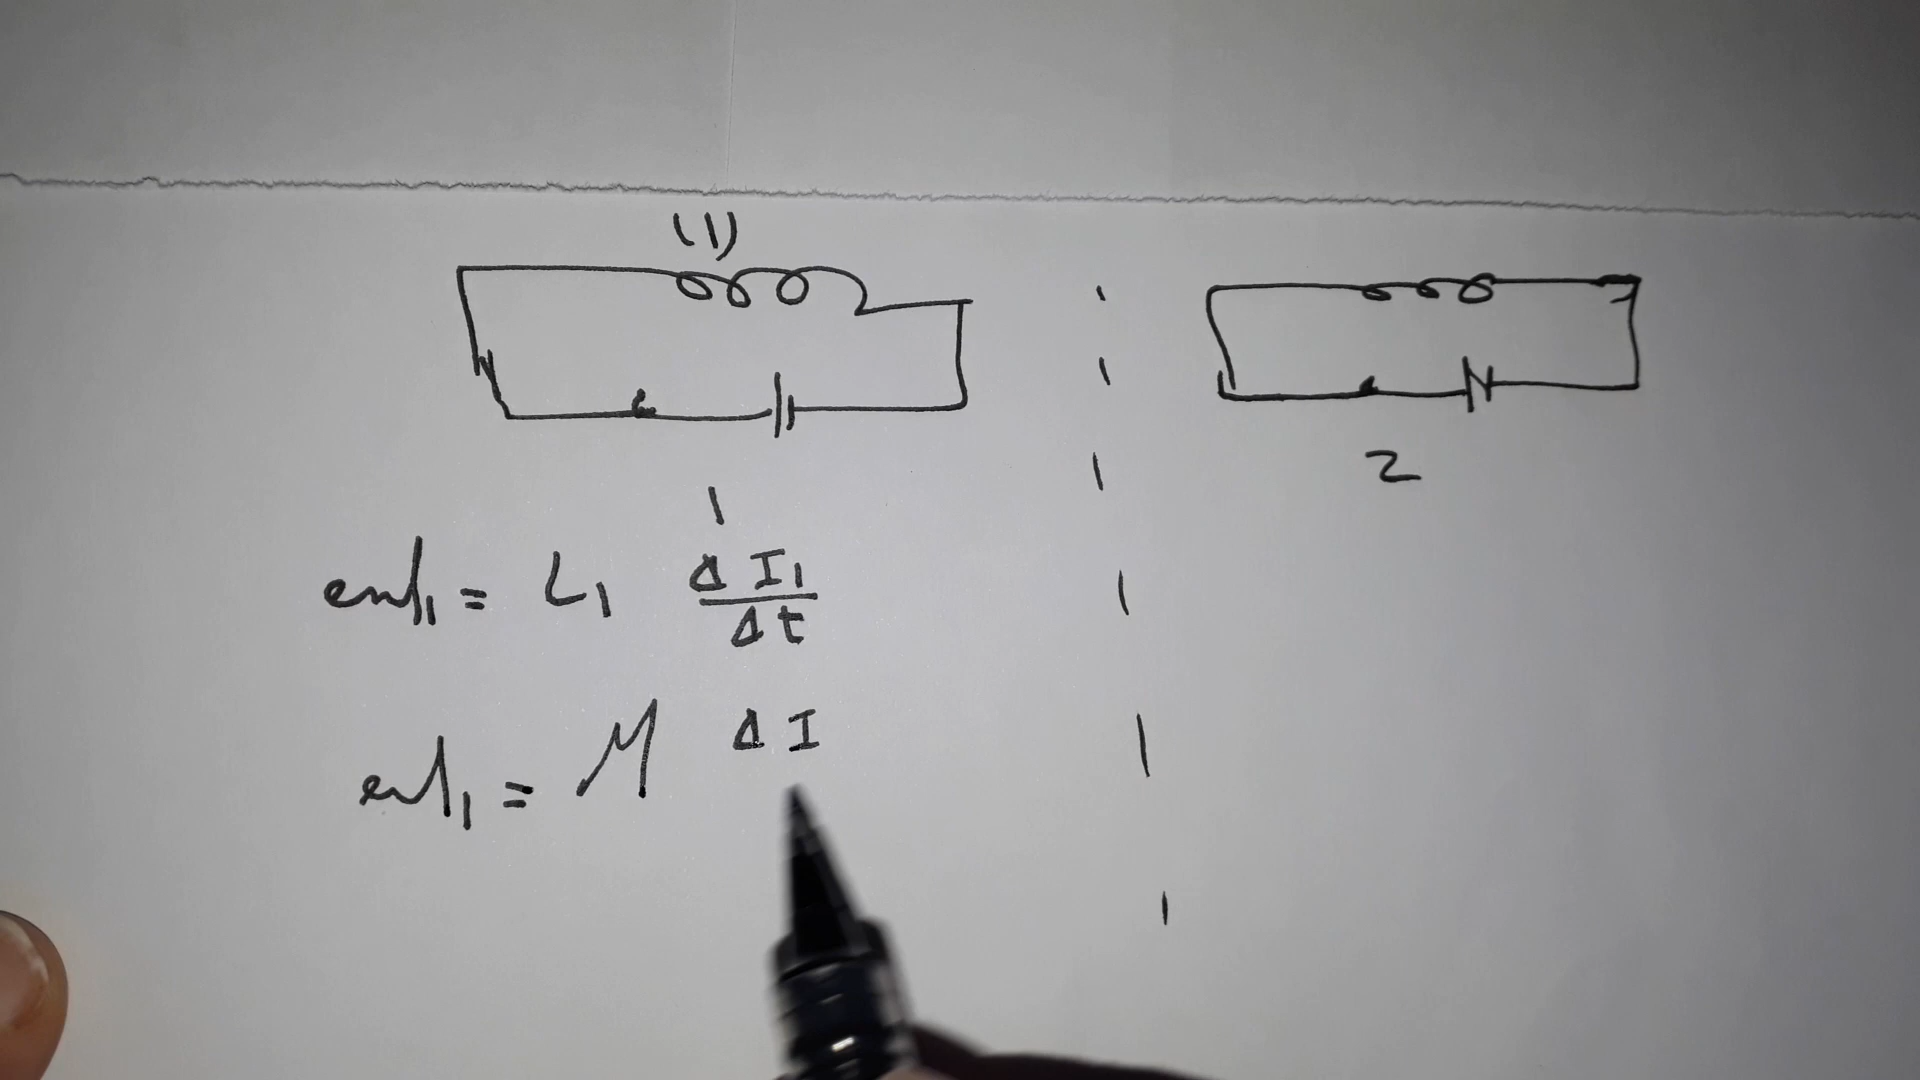 (1)
2
1
emf₁ = L₁ ΔI₁/Δt
emf₁ = M ΔI